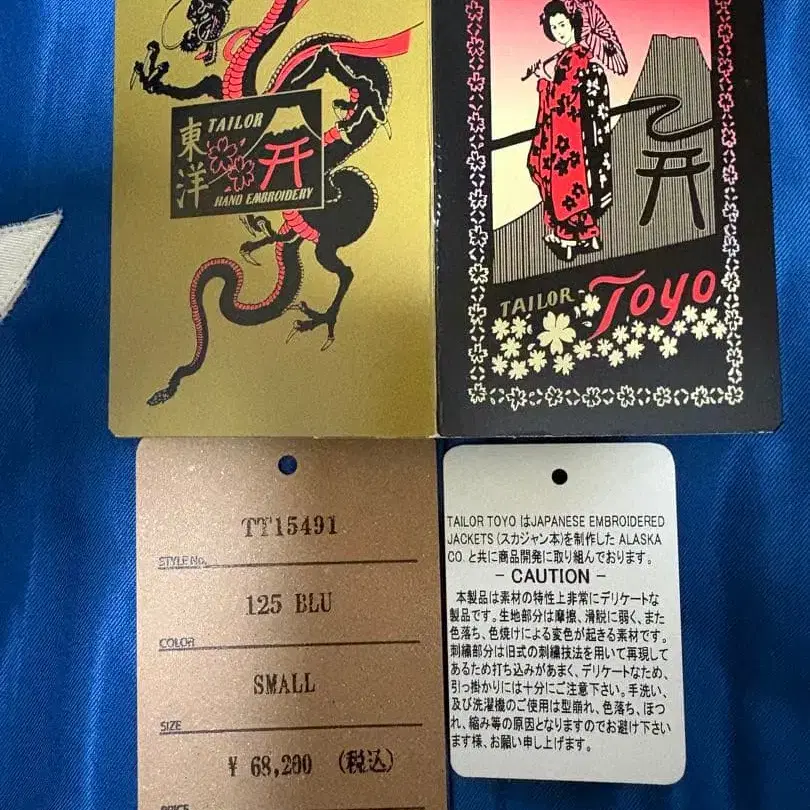 東洋
TAILOR
HAND EMBROIDERY
TAILOR Toyo
TT15491
STYLE No.
125 BLU
COLOR
SMALL
SIZE
¥ 68,200 (税込)
PRICE
TAILOR TOYO はJAPANESE EMBROIDERED
JACKETS (スカジャン本)を制作した ALASKA
CO. と共に商品開発に取り組んでおります。
- CAUTION -
本製品は素材の特性上非常にデリケートな
製品です。生地部分は摩擦、滑脱に弱く、また
色落ち、色焼けによる変色が起きる素材です。
刺繍部分は旧式の刺繍技法を用いて再現して
あるため打ち込みがあまく、デリケートなため、
引っ掛かりには十分にご注意下さい。手洗い、
及び洗濯機のご使用は型崩れ、色落ち、ほつ
れ、縮み等の原因となりますのでお避け下さい
ます様、お願い申し上げます。